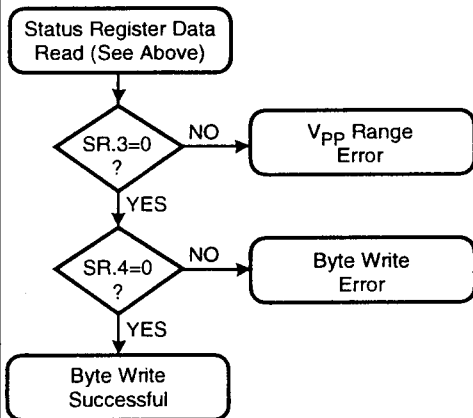 Status Register Data
Read (See Above)
SR.3=0
?
NO
VPP Range
Error
YES
SR.4=0
?
NO
Byte Write
Error
YES
Byte Write
Successful